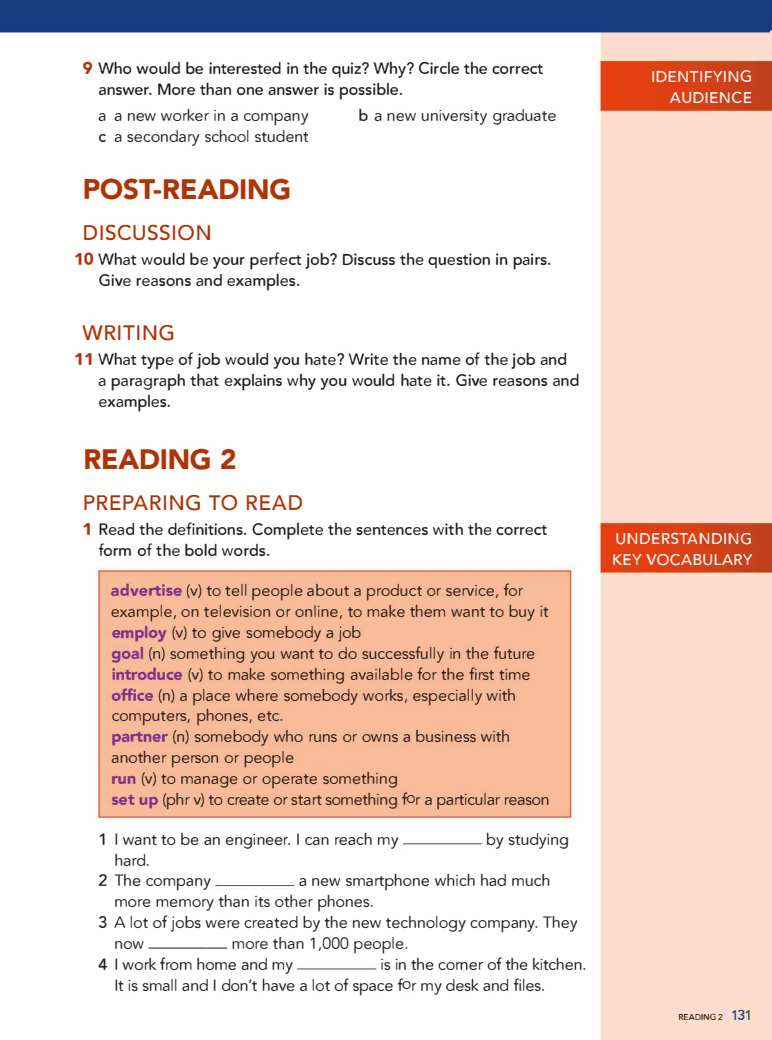 9 Who would be interested in the quiz? Why? Circle the correct
answer. More than one answer is possible.
a a new worker in a company b a new university graduate
c a secondary school student
IDENTIFYING
AUDIENCE
POST-READING
DISCUSSION
10 What would be your perfect job? Discuss the question in pairs.
Give reasons and examples.
WRITING
11 What type of job would you hate? Write the name of the job and
a paragraph that explains why you would hate it. Give reasons and
examples.
READING 2
PREPARING TO READ
1 Read the definitions. Complete the sentences with the correct
form of the bold words.
UNDERSTANDING
KEY VOCABULARY
advertise (v) to tell people about a product or service, for
example, on television or online, to make them want to buy it
employ (v) to give somebody a job
goal (n) something you want to do successfully in the future
introduce (v) to make something available for the first time
office (n) a place where somebody works, especially with
computers, phones, etc.
partner (n) somebody who runs or owns a business with
another person or people
run (v) to manage or operate something
set up (phr v) to create or start something for a particular reason
1 I want to be an engineer. I can reach my __________ by studying
hard.
2 The company __________ a new smartphone which had much
more memory than its other phones.
3 A lot of jobs were created by the new technology company. They
now __________ more than 1,000 people.
4 I work from home and my __________ is in the corner of the kitchen.
It is small and I don't have a lot of space for my desk and files.
READING 2 131